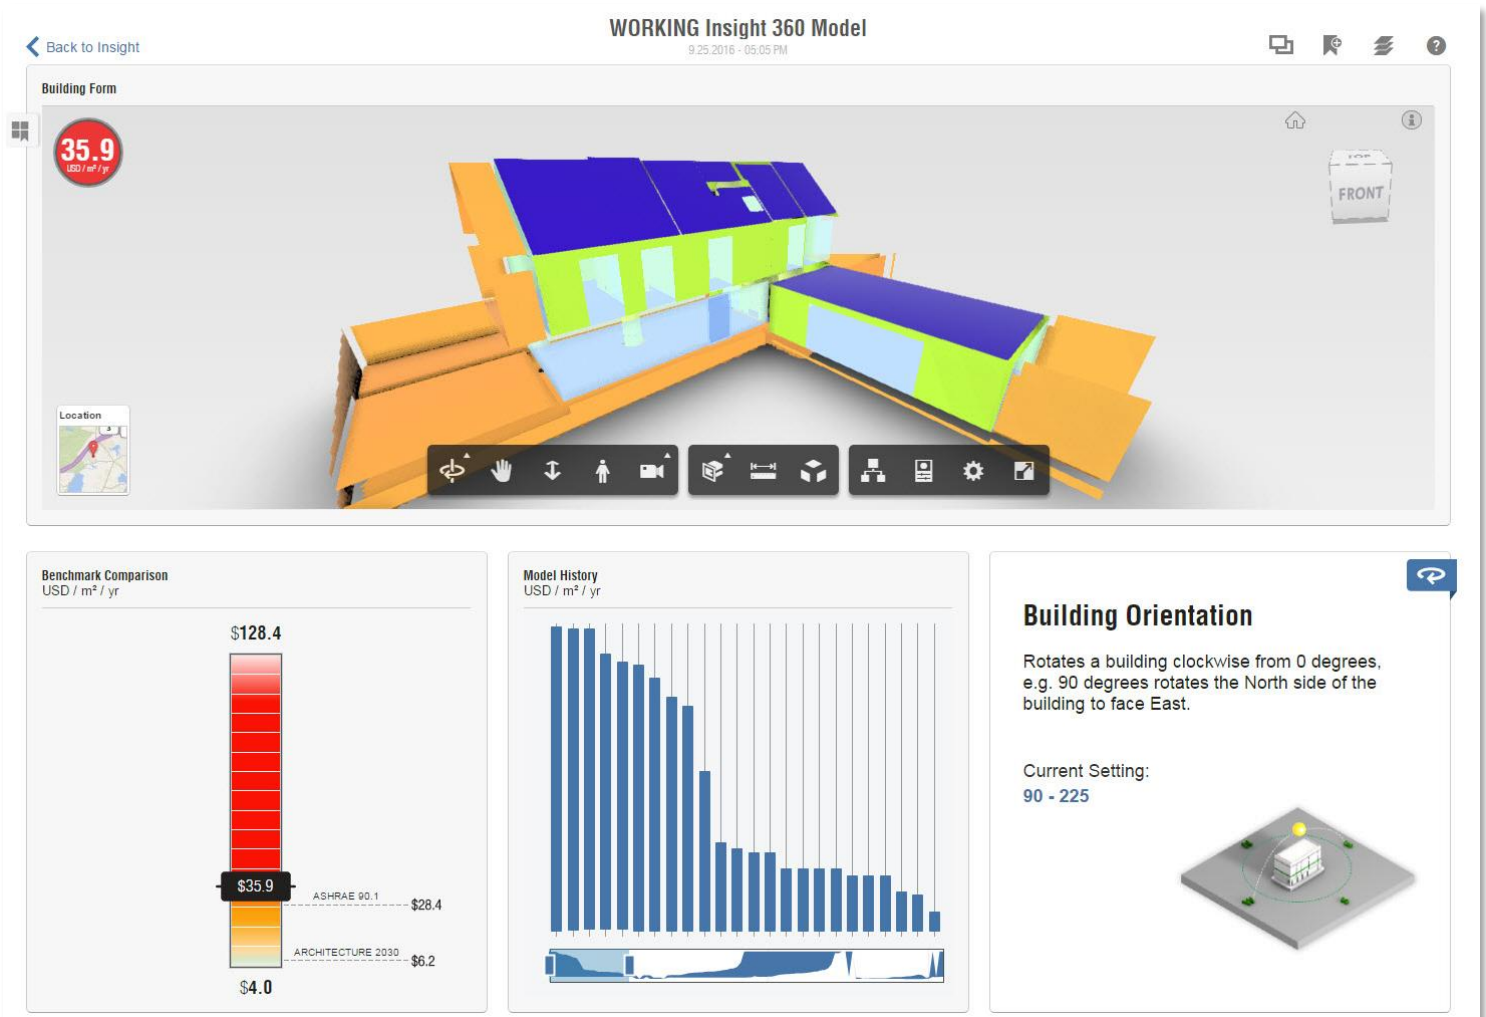 WORKING Insight 360 Model
9.25.2016 - 05:05 PM
Back to Insight
Building Form
35.9
USD / m² / yr
TOP
FRONT
Location
Benchmark Comparison
USD / m² / yr
$128.4
$35.9
ASHRAE 90.1
$28.4
ARCHITECTURE 2030
$6.2
$4.0
Model History
USD / m² / yr
Building Orientation
Rotates a building clockwise from 0 degrees,
e.g. 90 degrees rotates the North side of the
building to face East.
Current Setting:
90 - 225